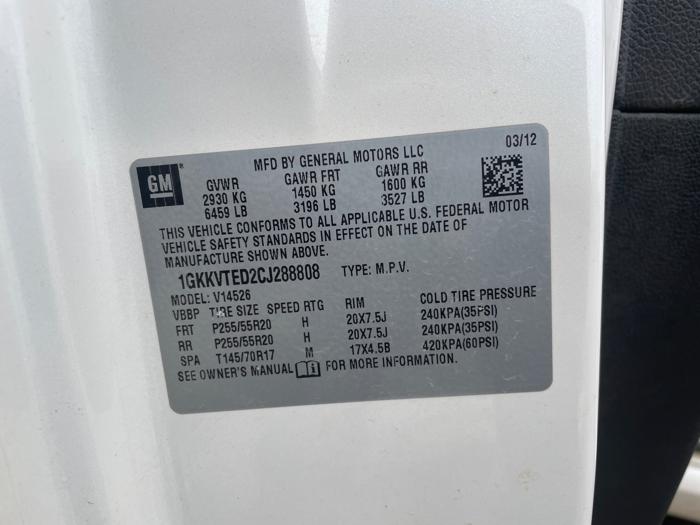 MFD BY GENERAL MOTORS LLC 03/12
GM
GVWR GAWR FRT GAWR RR
2930 KG 1450 KG 1600 KG
6459 LB 3196 LB 3527 LB
THIS VEHICLE CONFORMS TO ALL APPLICABLE U.S. FEDERAL MOTOR
VEHICLE SAFETY STANDARDS IN EFFECT ON THE DATE OF
MANUFACTURE SHOWN ABOVE.
1GKKVTED2CJ288808 TYPE: M.P.V.
MODEL: V14526
VBBP TIRE SIZE SPEED RTG RIM COLD TIRE PRESSURE
FRT P255/55R20 H 20X7.5J 240KPA(35PSI)
RR P255/55R20 H 20X7.5J 240KPA(35PSI)
SPA T145/70R17 M 17X4.5B 420KPA(60PSI)
SEE OWNER'S MANUAL FOR MORE INFORMATION.